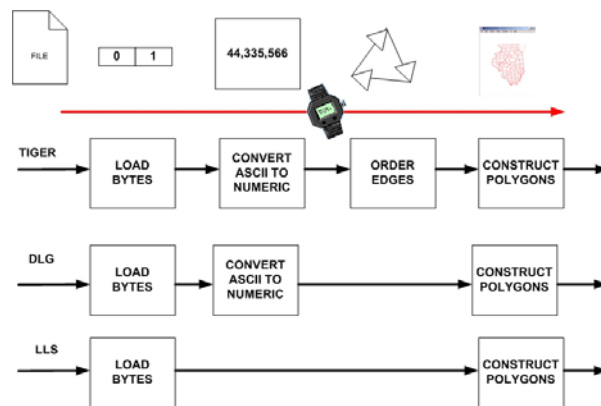 FILE
0 1
44,335,566
TIGER
LOAD
BYTES
CONVERT
ASCII TO
NUMERIC
ORDER
EDGES
CONSTRUCT
POLYGONS
DLG
LOAD
BYTES
CONVERT
ASCII TO
NUMERIC
CONSTRUCT
POLYGONS
LLS
LOAD
BYTES
CONSTRUCT
POLYGONS